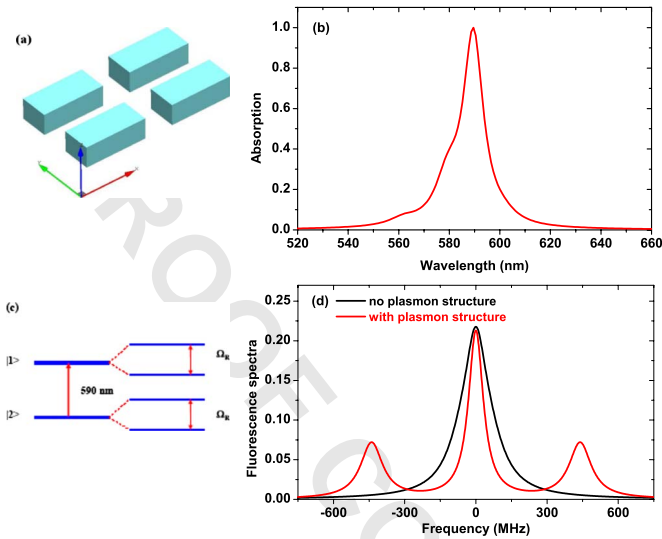 (a)
(b)
Absorption
1.0
0.8
0.6
0.4
0.2
0.0
520 540 560 580 600 620 640 660
Wavelength (nm)
(c)
|1>
590 nm
|2>
Ω_R
Ω_R
(d)
no plasmon structure
with plasmon structure
Fluorescence spectra
0.25
0.20
0.15
0.10
0.05
0.00
-600 -300 0 300 600
Frequency (MHz)